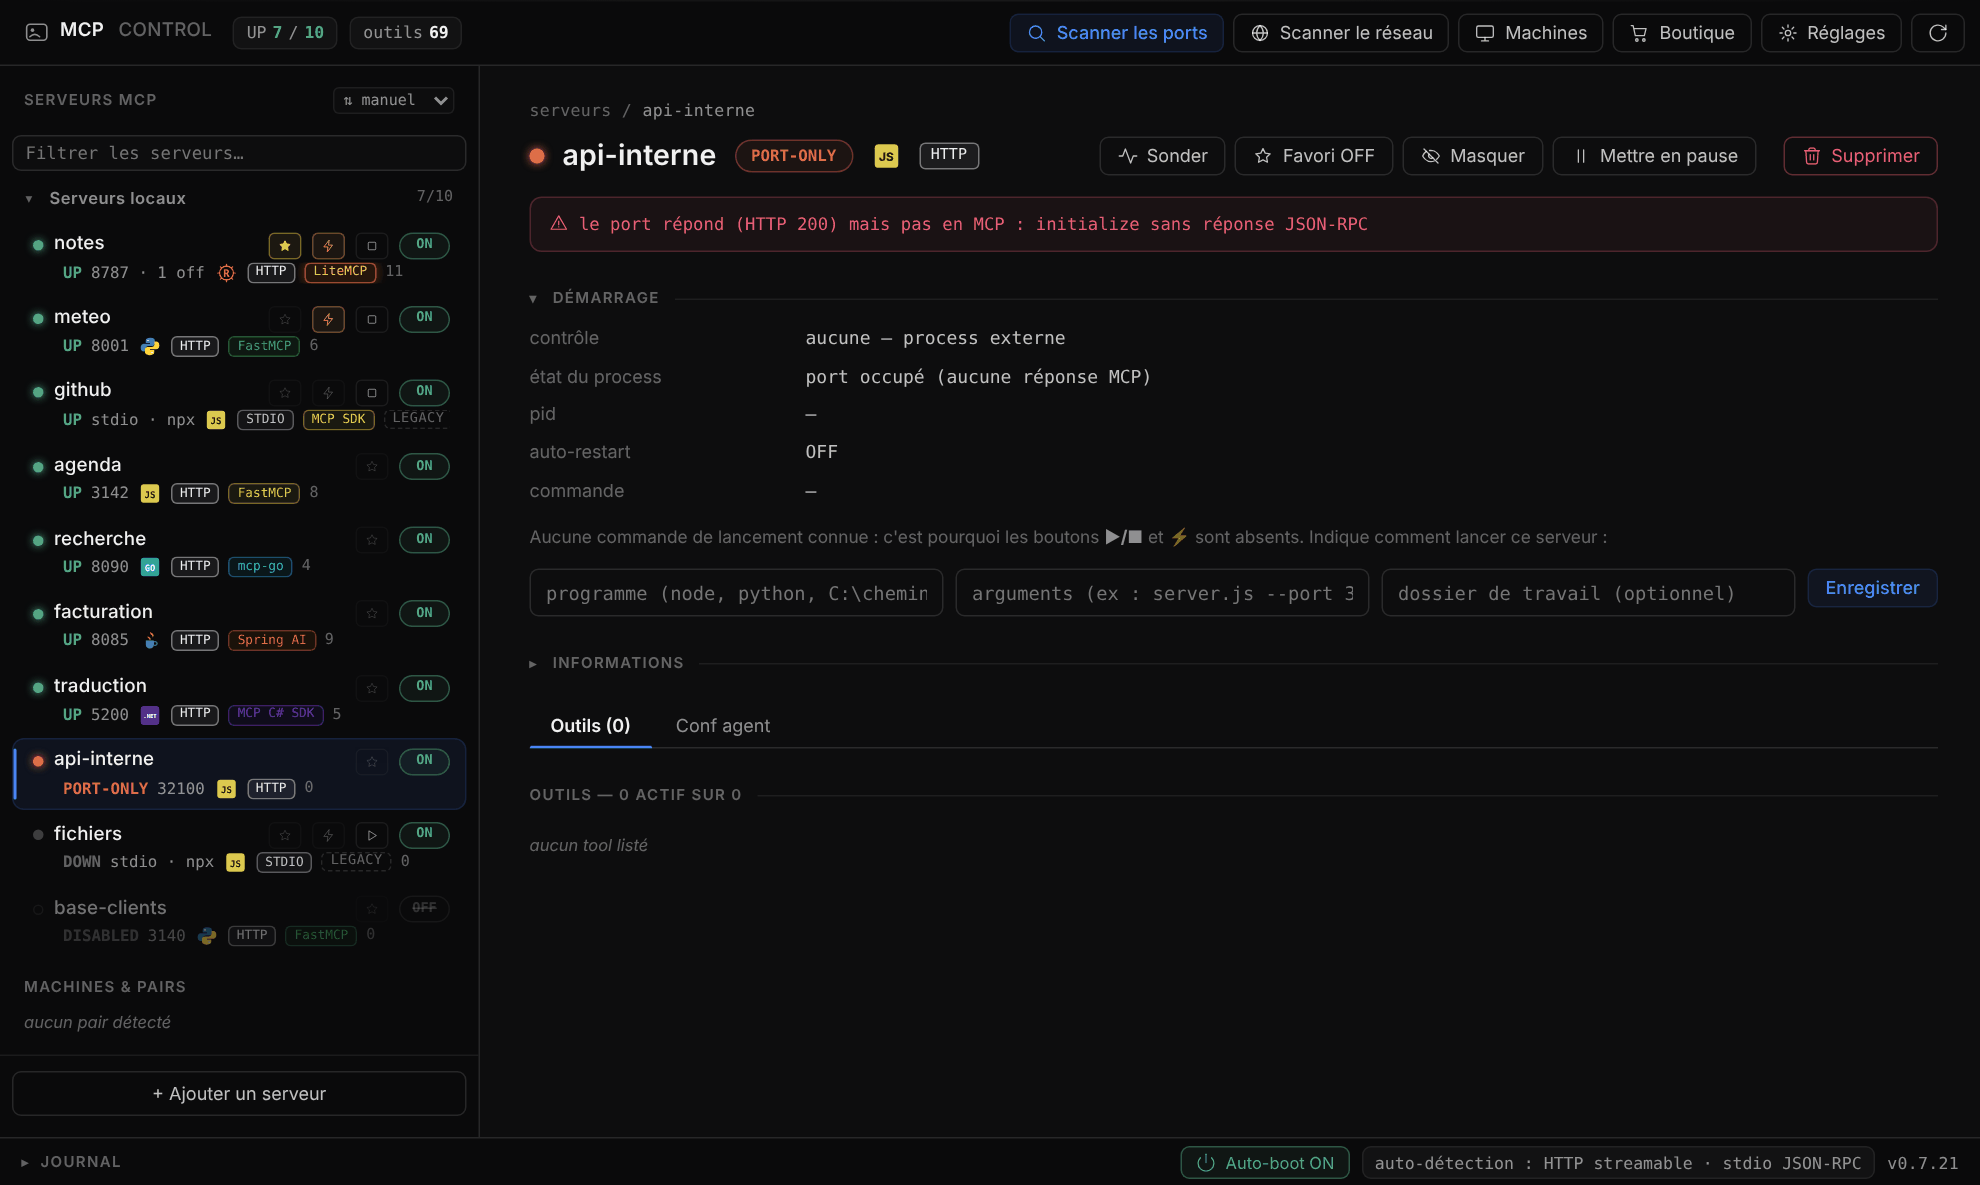 MCP CONTROL UP 7 / 10 outils 69 Scanner les ports Scanner le réseau Machines Boutique Réglages
SERVEURS MCP ⇅ manuel
Filtrer les serveurs…
▾ Serveurs locaux 7/10
notes ON
UP 8787 · 1 off R HTTP LiteMCP 11
meteo ON
UP 8001 HTTP FastMCP 6
github ON
UP stdio · npx JS STDIO MCP SDK LEGACY
agenda ON
UP 3142 JS HTTP FastMCP 8
recherche ON
UP 8090 GO HTTP mcp-go 4
facturation ON
UP 8085 HTTP Spring AI 9
traduction ON
UP 5200 .NET HTTP MCP C# SDK 5
api-interne ON
PORT-ONLY 32100 JS HTTP 0
fichiers ON
DOWN stdio · npx JS STDIO LEGACY 0
base-clients OFF
DISABLED 3140 HTTP FastMCP 0
MACHINES & PAIRS
aucun pair détecté
+ Ajouter un serveur
serveurs / api-interne
api-interne PORT-ONLY JS HTTP Sonder Favori OFF Masquer Mettre en pause Supprimer
⚠ le port répond (HTTP 200) mais pas en MCP : initialize sans réponse JSON-RPC
▾ DÉMARRAGE
contrôle aucune — process externe
état du process port occupé (aucune réponse MCP)
pid —
auto-restart OFF
commande —
Aucune commande de lancement connue : c'est pourquoi les boutons ▶/■ et ⚡ sont absents. Indique comment lancer ce serveur :
programme (node, python, C:\chemin arguments (ex : server.js --port 3 dossier de travail (optionnel) Enregistrer
▸ INFORMATIONS
Outils (0) Conf agent
OUTILS — 0 ACTIF SUR 0
aucun tool listé
▸ JOURNAL Auto-boot ON auto-détection : HTTP streamable · stdio JSON-RPC v0.7.21